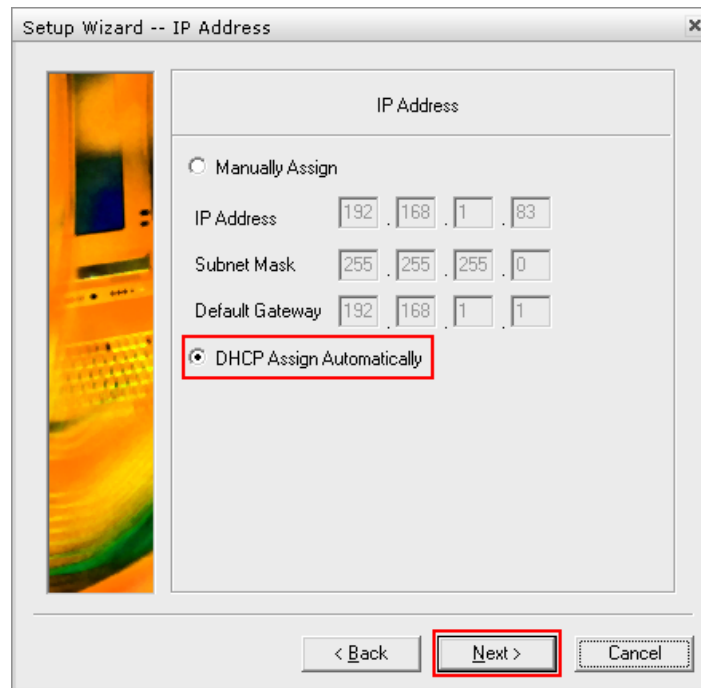 Setup Wizard -- IP Address
IP Address
Manually Assign
IP Address 192 . 168 . 1 . 83
Subnet Mask 255 . 255 . 255 . 0
Default Gateway 192 . 168 . 1 . 1
DHCP Assign Automatically
< Back Next > Cancel